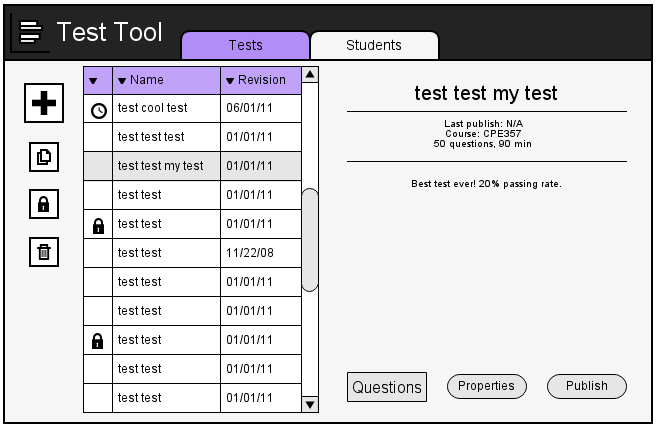 Test Tool
Tests
Students
Name Revision
test cool test 06/01/11
test test test 01/01/11
test test my test 01/01/11
test test 01/01/11
test test 01/01/11
test test 11/22/08
test test 01/01/11
test test 01/01/11
test test 01/01/11
test test 01/01/11
test test 01/01/11
test test my test
Last publish: N/A
Course: CPE357
50 questions, 90 min
Best test ever! 20% passing rate.
Questions
Properties
Publish